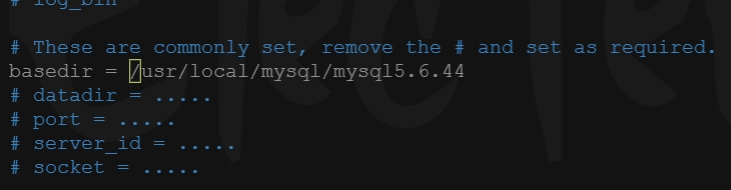 # log_bin
# These are commonly set, remove the # and set as required.
basedir = /usr/local/mysql/mysql5.6.44
# datadir = .....
# port = .....
# server_id = .....
# socket = .....